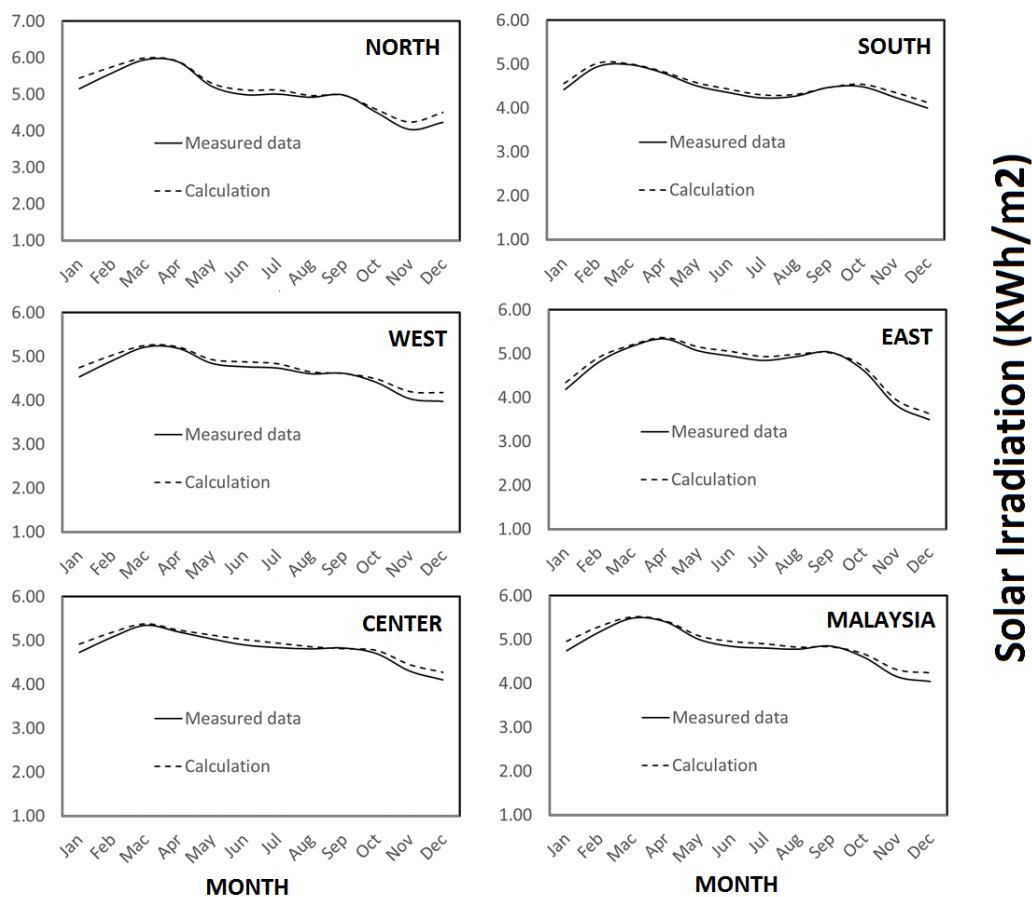 7.00
6.00
5.00
4.00
3.00
2.00
1.00
NORTH
Measured data
Calculation
Jan Feb Mac Apr May Jun Jul Aug Sep Oct Nov Dec
6.00
5.00
4.00
3.00
2.00
1.00
SOUTH
Measured data
Calculation
Jan Feb Mac Apr May Jun Jul Aug Sep Oct Nov Dec
6.00
5.00
4.00
3.00
2.00
1.00
WEST
Measured data
Calculation
Jan Feb Mac Apr May Jun Jul Aug Sep Oct Nov Dec
6.00
5.00
4.00
3.00
2.00
1.00
EAST
Measured data
Calculation
Jan Feb Mac Apr May Jun Jul Aug Sep Oct Nov Dec
6.00
5.00
4.00
3.00
2.00
1.00
CENTER
Measured data
Calculation
Jan Feb Mac Apr May Jun Jul Aug Sep Oct Nov Dec
MONTH
6.00
5.00
4.00
3.00
2.00
1.00
MALAYSIA
Measured data
Calculation
Jan Feb Mac Apr May Jun Jul Aug Sep Oct Nov Dec
MONTH
Solar Irradiation (KWh/m2)